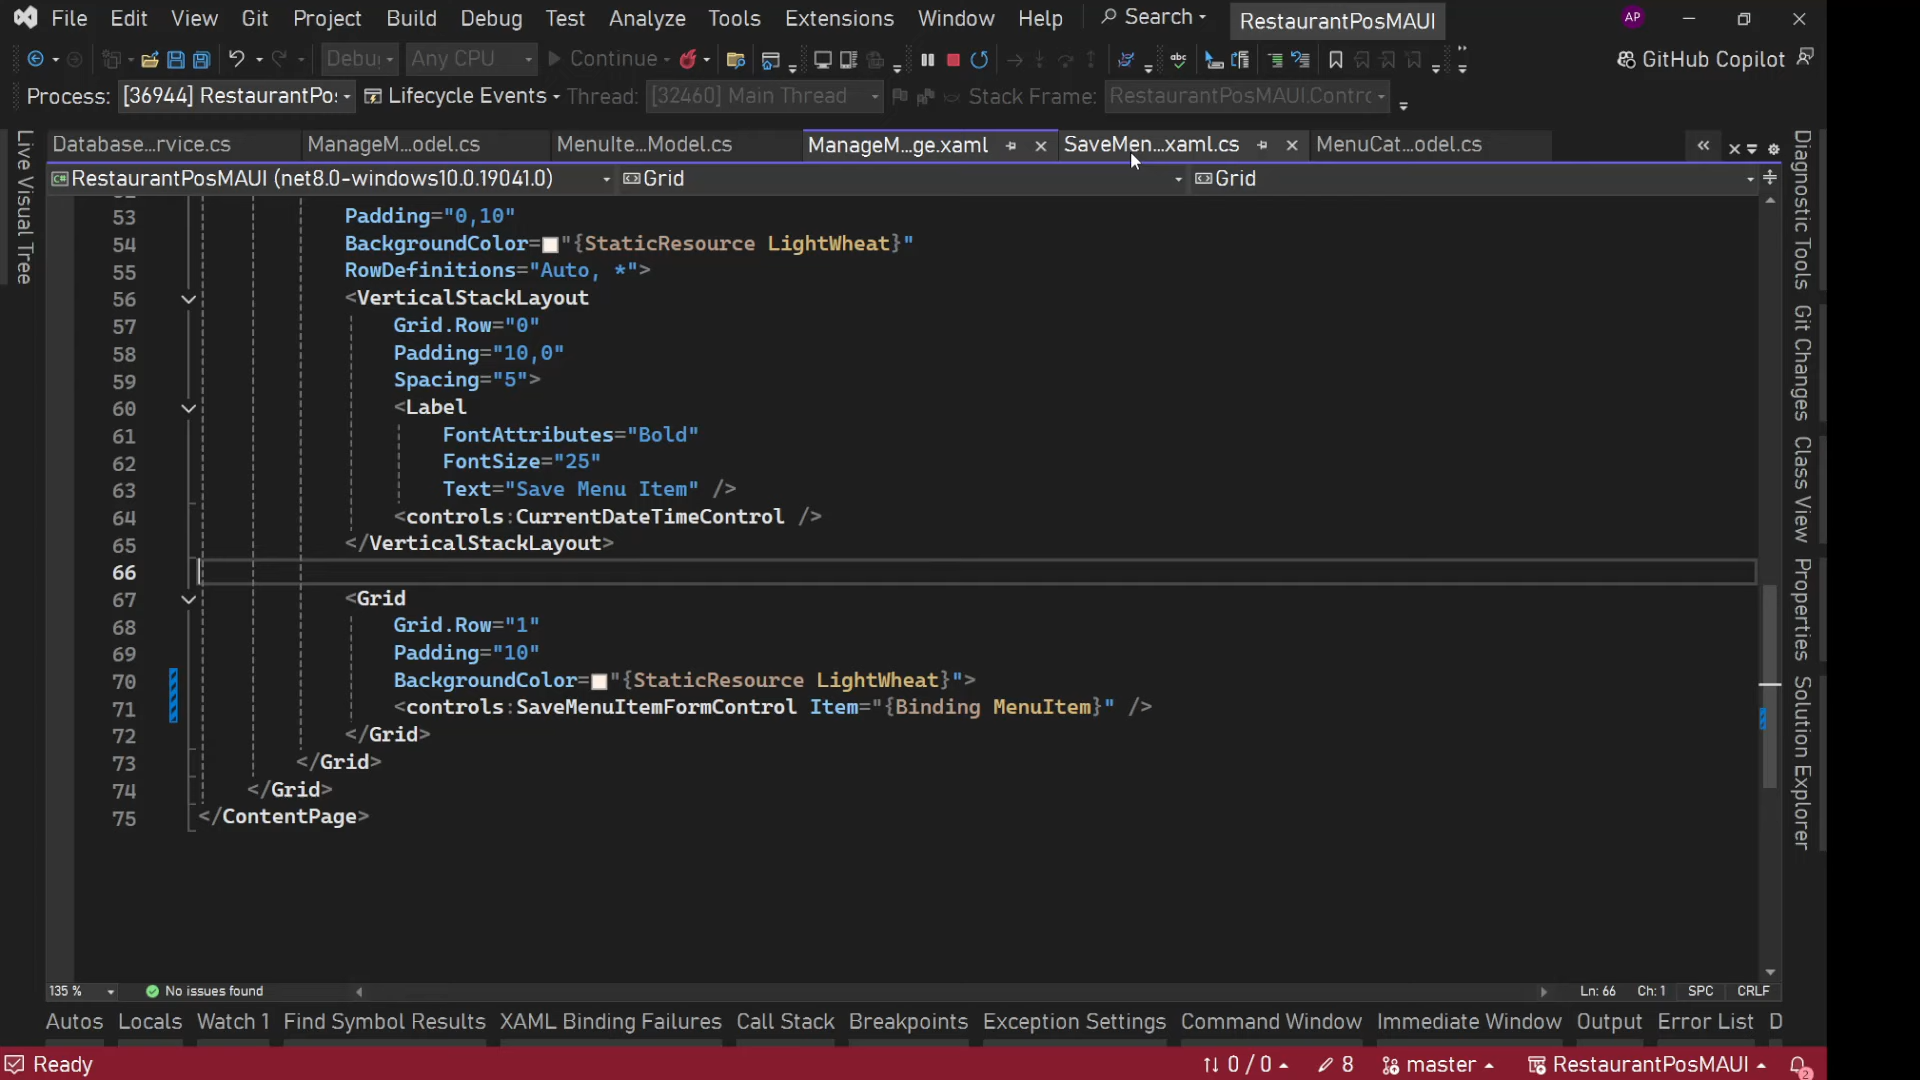 File Edit View Git Project Build Debug Test Analyze Tools Extensions Window Help Search RestaurantPosMAUI AP
Debu Any CPU Continue GitHub Copilot
Process: [36944] RestaurantPo: Lifecycle Events Thread: [32460] Main Thread Stack Frame: RestaurantPosMAUI.Contro
Database...rvice.cs ManageM...odel.cs MenuIte...Model.cs ManageM...ge.xaml SaveMen...xaml.cs MenuCat...odel.cs
RestaurantPosMAUI (net8.0-windows10.0.19041.0) Grid Grid
53 Padding="0,10"
54 BackgroundColor="{StaticResource LightWheat}"
55 RowDefinitions="Auto, *">
56 <VerticalStackLayout
57 Grid.Row="0"
58 Padding="10,0"
59 Spacing="5">
60 <Label
61 FontAttributes="Bold"
62 FontSize="25"
63 Text="Save Menu Item" />
64 <controls:CurrentDateTimeControl />
65 </VerticalStackLayout>
66
67 <Grid
68 Grid.Row="1"
69 Padding="10"
70 BackgroundColor="{StaticResource LightWheat}">
71 <controls:SaveMenuItemFormControl Item="{Binding MenuItem}" />
72 </Grid>
73 </Grid>
74 </Grid>
75 </ContentPage>
Live Visual Tree
Diagnostic Tools
Git Changes
Class View
Properties
Solution Explorer
135 % No issues found Ln: 66 Ch: 1 SPC CRLF
Autos Locals Watch 1 Find Symbol Results XAML Binding Failures Call Stack Breakpoints Exception Settings Command Window Immediate Window Output Error List D
Ready 0 / 0 8 master RestaurantPosMAUI 2